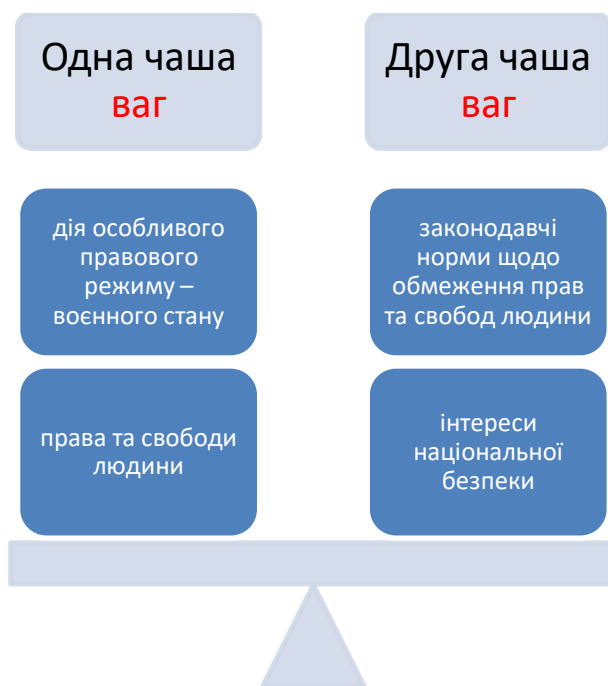 Одна чаша
ваг
Друга чаша
ваг
дія особливого
правового
режиму –
воєнного стану
законодавчі
норми щодо
обмеження прав
та свобод людини
права та свободи
людини
інтереси
національної
безпеки